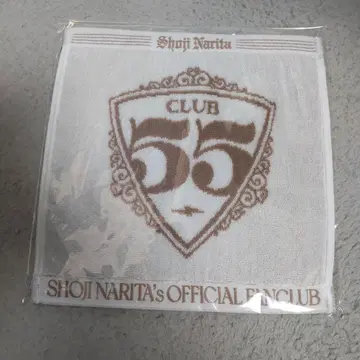 Shoji Narita
CLUB
55
SHOJI NARITA's OFFICIAL FANCLUB